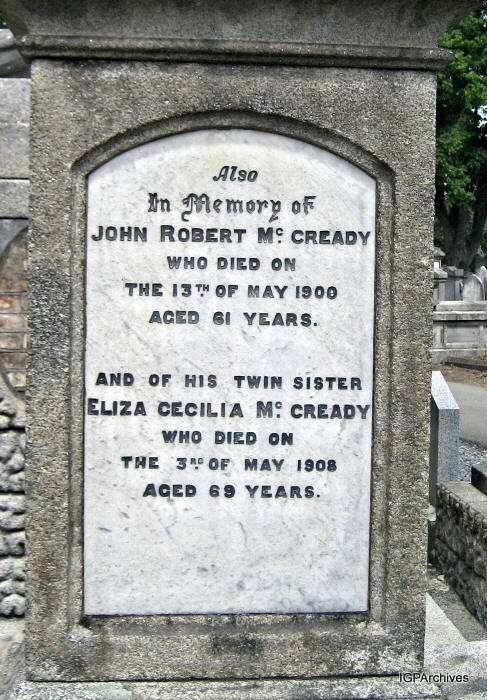 Also
In Memory of
JOHN ROBERT Mc CREADY
WHO DIED ON
THE 13TH OF MAY 1900
AGED 61 YEARS.
AND OF HIS TWIN SISTER
ELIZA CECILIA Mc CREADY
WHO DIED ON
THE 3RD OF MAY 1908
AGED 69 YEARS.
IGPArchives